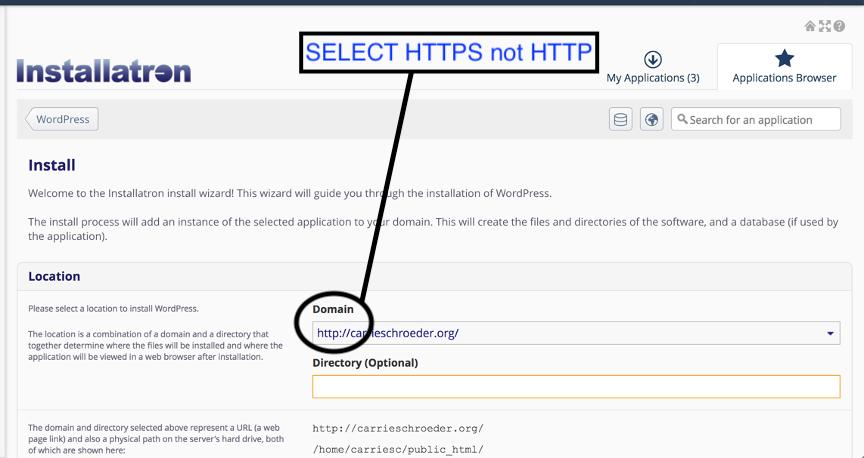 SELECT HTTPS not HTTP
Installatron
My Applications (3)
Applications Browser
WordPress
Search for an application
Install
Welcome to the Installatron install wizard! This wizard will guide you through the installation of WordPress.
The install process will add an instance of the selected application to your domain. This will create the files and directories of the software, and a database (if used by
the application).
Location
Please select a location to install WordPress.
The location is a combination of a domain and a directory that
together determine where the files will be installed and where the
application will be viewed in a web browser after installation.
Domain
http://carrieschroeder.org/
Directory (Optional)
The domain and directory selected above represent a URL (a web
page link) and also a physical path on the server's hard drive, both
of which are shown here:
http://carrieschroeder.org/
/home/carriesc/public_html/